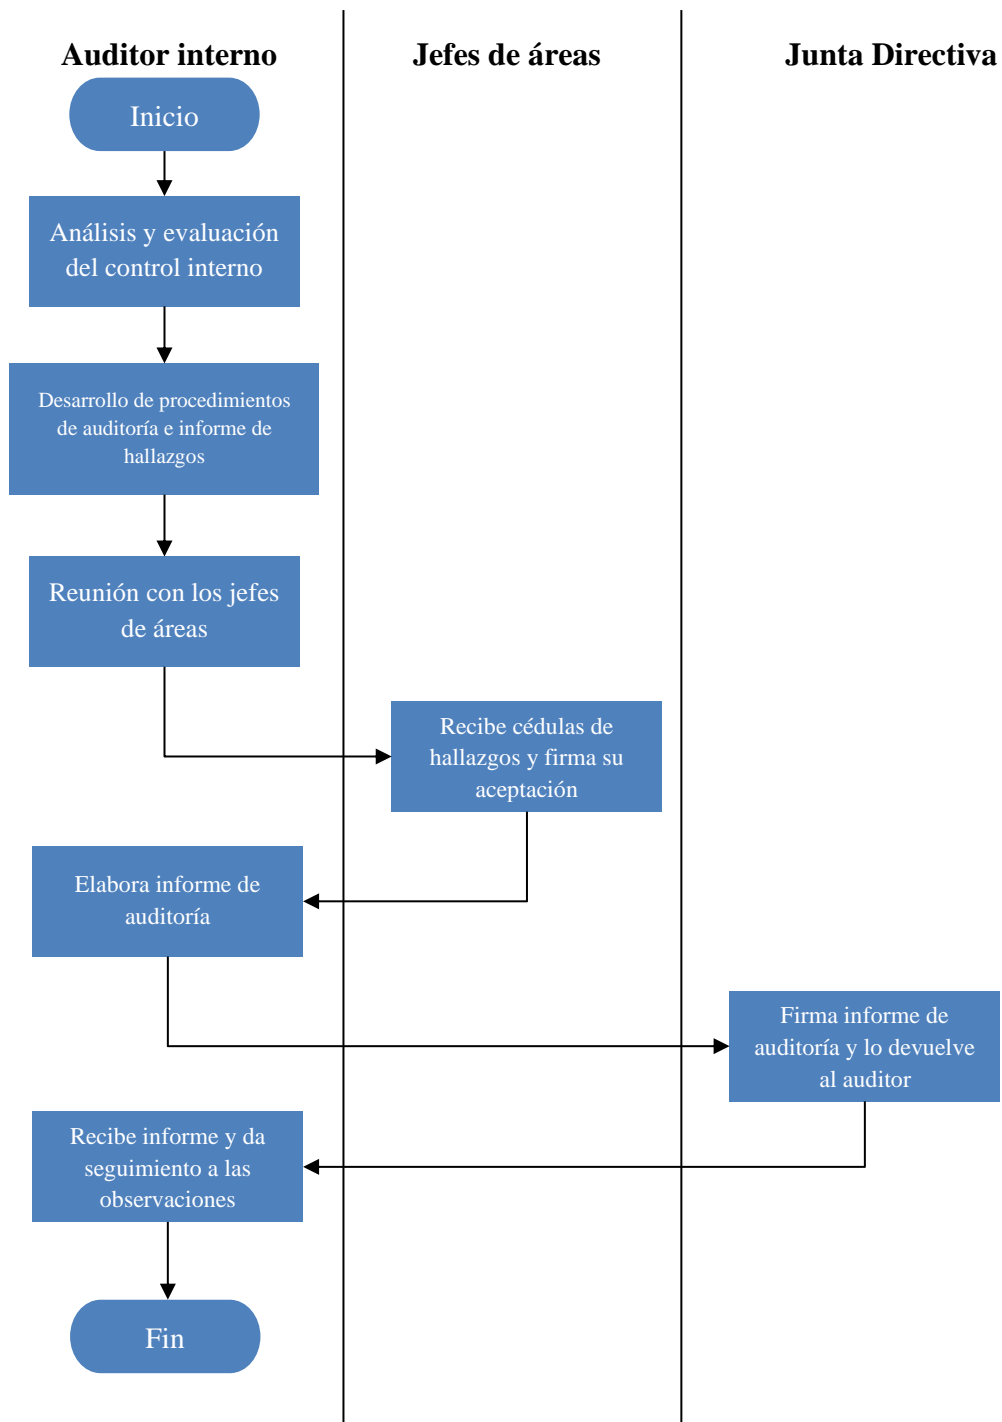 Auditor interno
Jefes de áreas
Junta Directiva
Inicio
Análisis y evaluación
del control interno
Desarrollo de procedimientos
de auditoría e informe de
hallazgos
Reunión con los jefes
de áreas
Recibe cédulas de
hallazgos y firma su
aceptación
Elabora informe de
auditoría
Firma informe de
auditoría y lo devuelve
al auditor
Recibe informe y da
seguimiento a las
observaciones
Fin